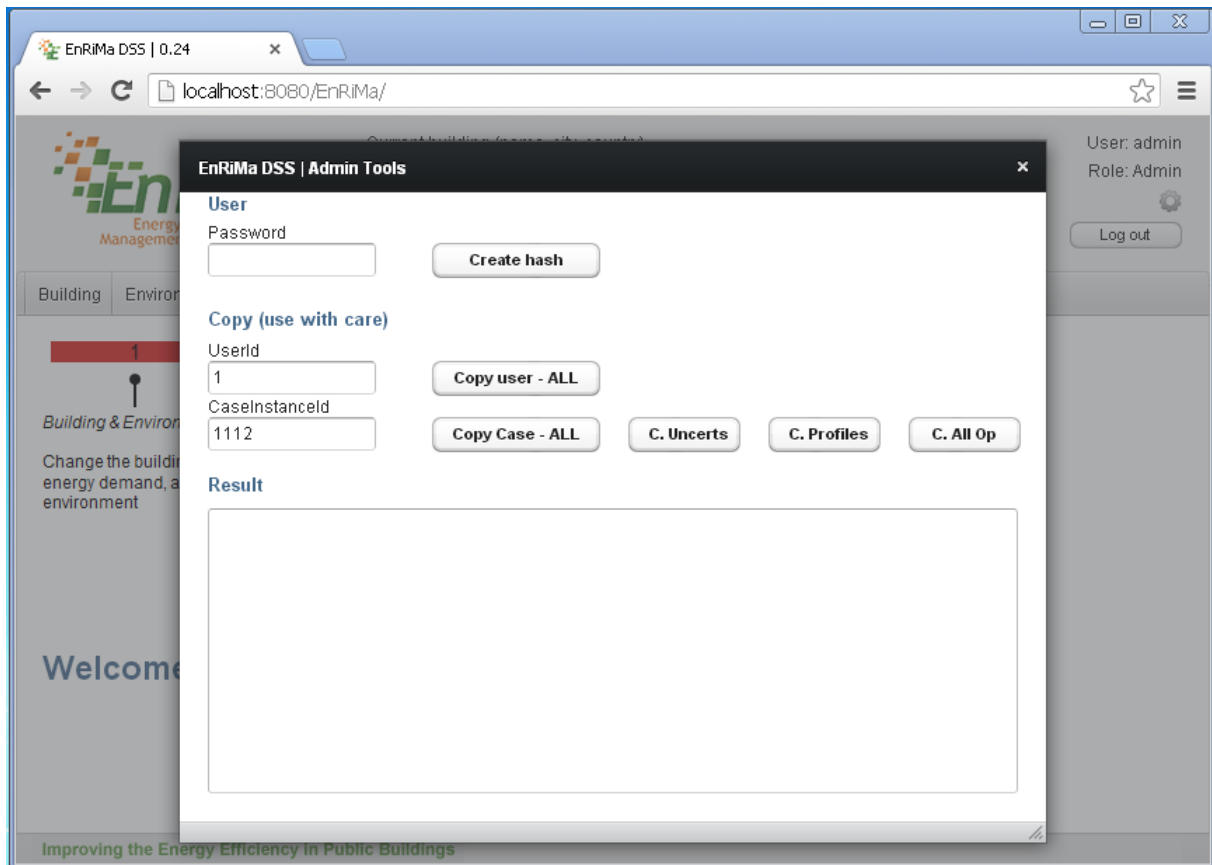 EnRiMa DSS | 0.24
localhost:8080/EnRiMa/
User: admin
Role: Admin
Log out
EnRiMa DSS | Admin Tools
Energy
Building
User
Password
Create hash
Copy (use with care)
UserId
1
Copy user - ALL
CaseInstanceId
1112
Copy Case - ALL
C. Uncerts
C. Profiles
C. All Op
Result
1
Building & Environ
Change the buildin
energy demand, a
environment
Welcome
Improving the Energy Efficiency in Public Buildings